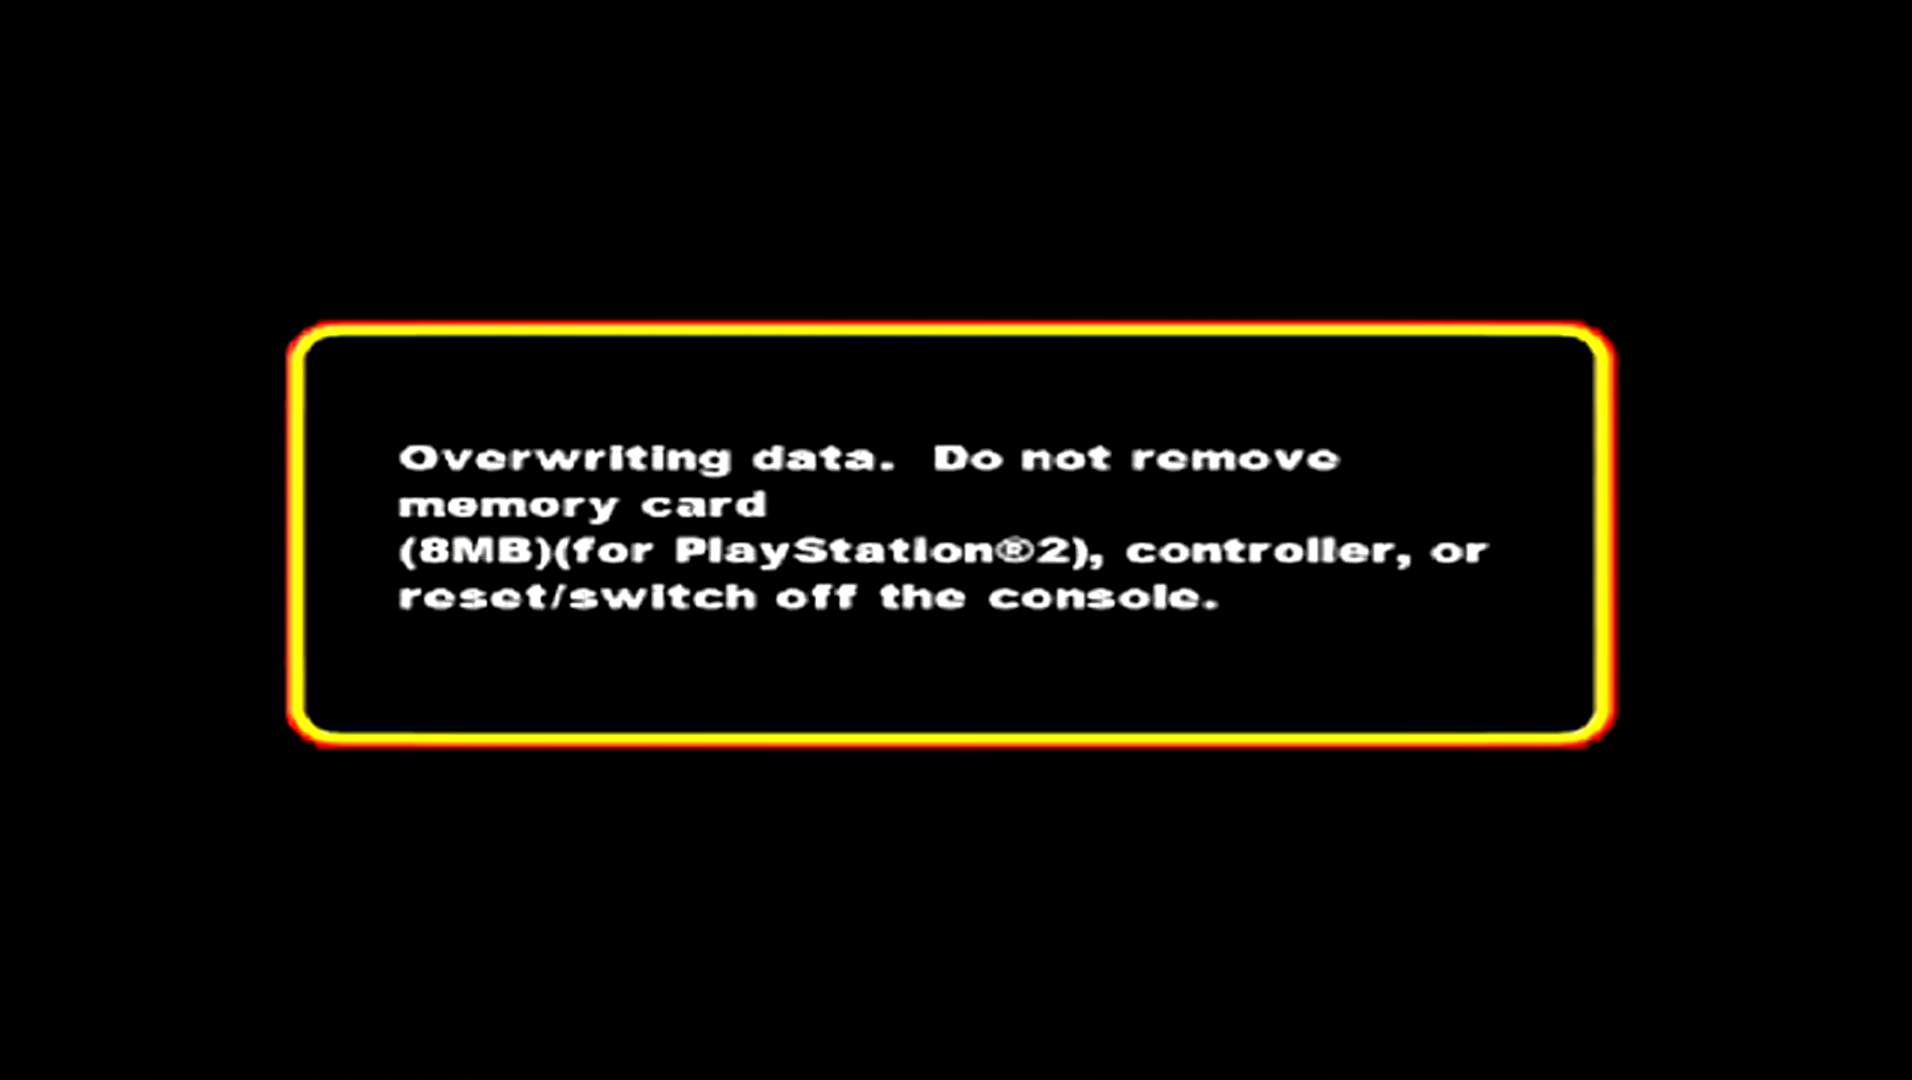 Overwriting data.  Do not remove
memory card
(8MB)(for PlayStation®2), controller, or
reset/switch off the console.